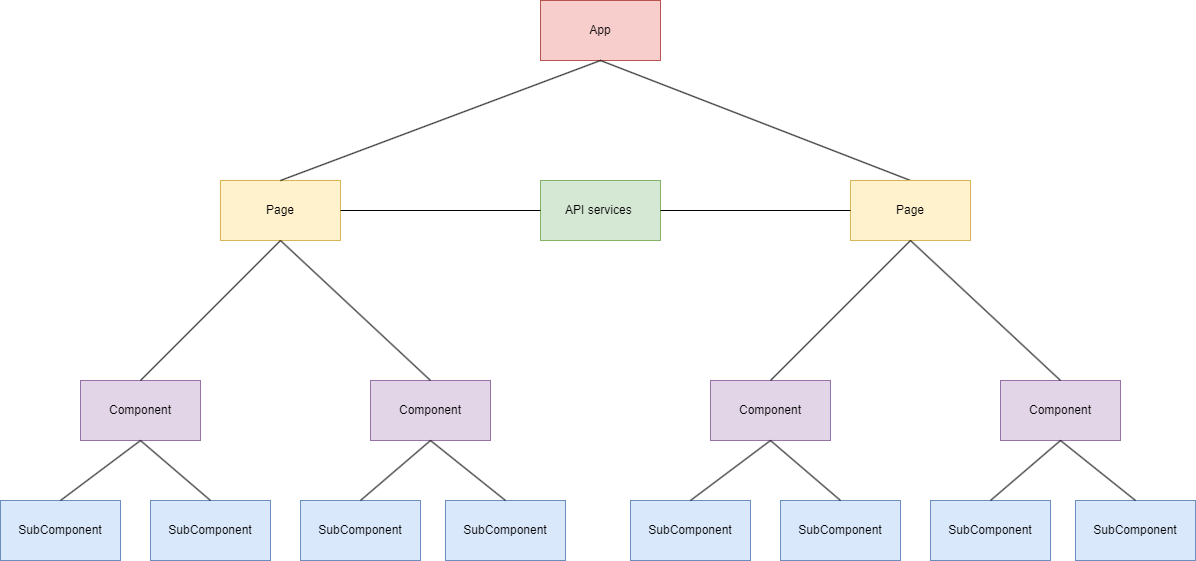 App
Page
API services
Page
Component
Component
Component
Component
SubComponent
SubComponent
SubComponent
SubComponent
SubComponent
SubComponent
SubComponent
SubComponent